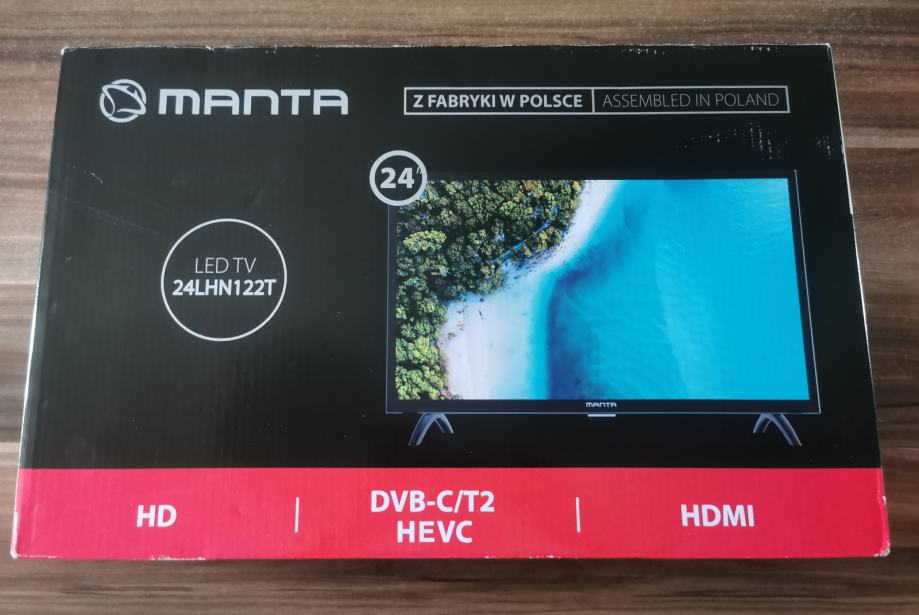 MANTA
Z FABRYKI W POLSCE
ASSEMBLED IN POLAND
24"
LED TV
24LHN122T
MANTA
HD
DVB-C/T2
HEVC
HDMI